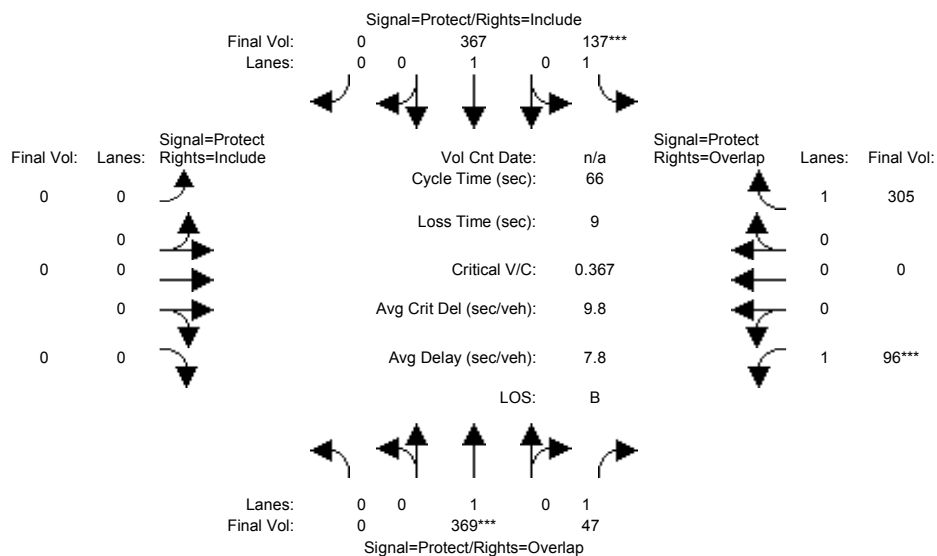 Signal=Protect/Rights=Include
Final Vol: 0 367 137***
Lanes: 0 0 1 0 1
Signal=Protect
Final Vol: Lanes: Rights=Include
Vol Cnt Date: n/a
Signal=Protect
Rights=Overlap Lanes: Final Vol:
Cycle Time (sec): 66
0 0
1 305
Loss Time (sec): 9
0
0
0 0
Critical V/C: 0.367
0 0
0
Avg Crit Del (sec/veh): 9.8
0
0 0
Avg Delay (sec/veh): 7.8
1 96***
LOS: B
Lanes: 0 0 1 0 1
Final Vol: 0 369*** 47
Signal=Protect/Rights=Overlap